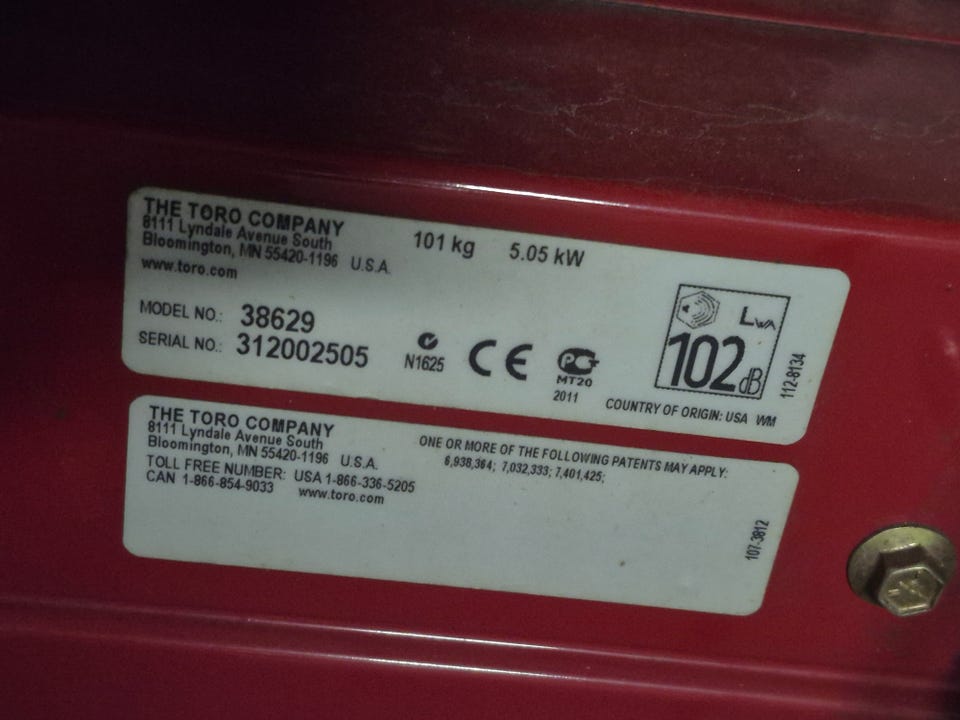 THE TORO COMPANY
8111 Lyndale Avenue South
Bloomington, MN 55420-1196 U.S.A.
www.toro.com
101 kg 5.05 kW
MODEL NO.: 38629
SERIAL NO.: 312002505
N1625
CE
PCT
MT20
2011
LWA
102dB
COUNTRY OF ORIGIN: USA WM
112-8134
THE TORO COMPANY
8111 Lyndale Avenue South
Bloomington, MN 55420-1196 U.S.A.
TOLL FREE NUMBER: USA 1-866-336-5205
CAN 1-866-854-9033 www.toro.com
ONE OR MORE OF THE FOLLOWING PATENTS MAY APPLY:
6,938,364; 7,032,333; 7,401,425;
107-3812